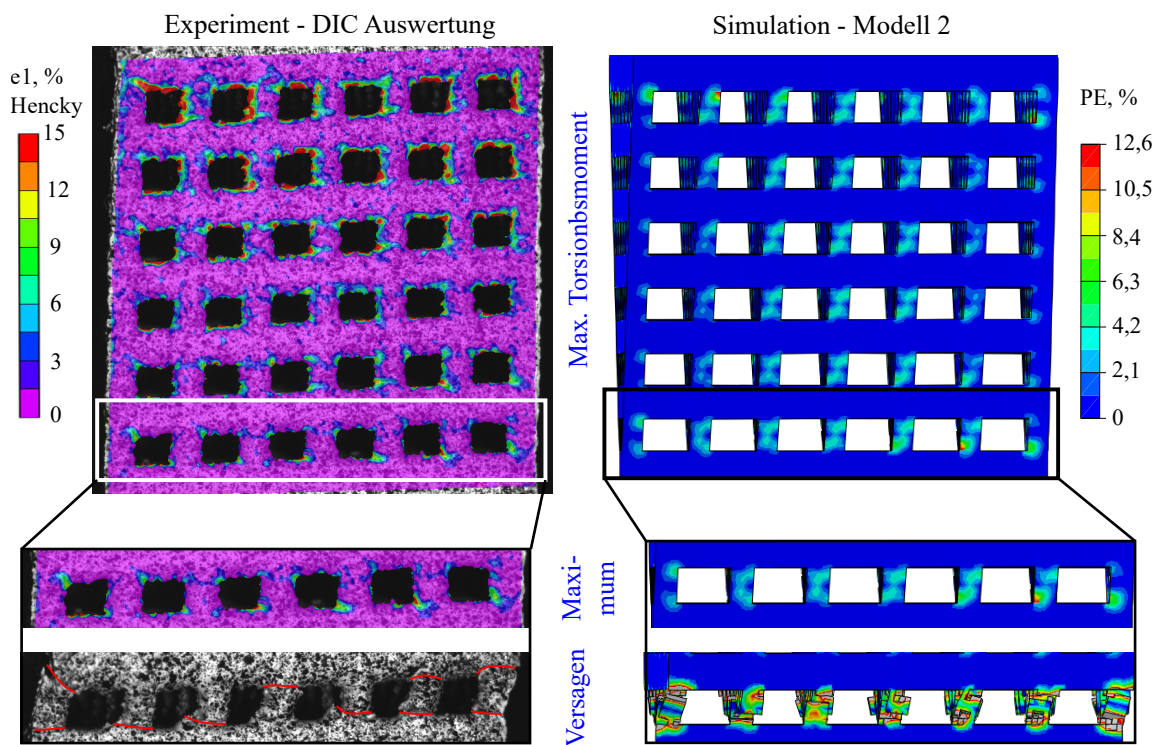 Experiment - DIC Auswertung
Simulation - Modell 2
e1, %
Hencky
15
12
9
6
3
0
Max. Torsionbsmoment
PE, %
12,6
10,5
8,4
6,3
4,2
2,1
0
Maxi-
mum
Versagen